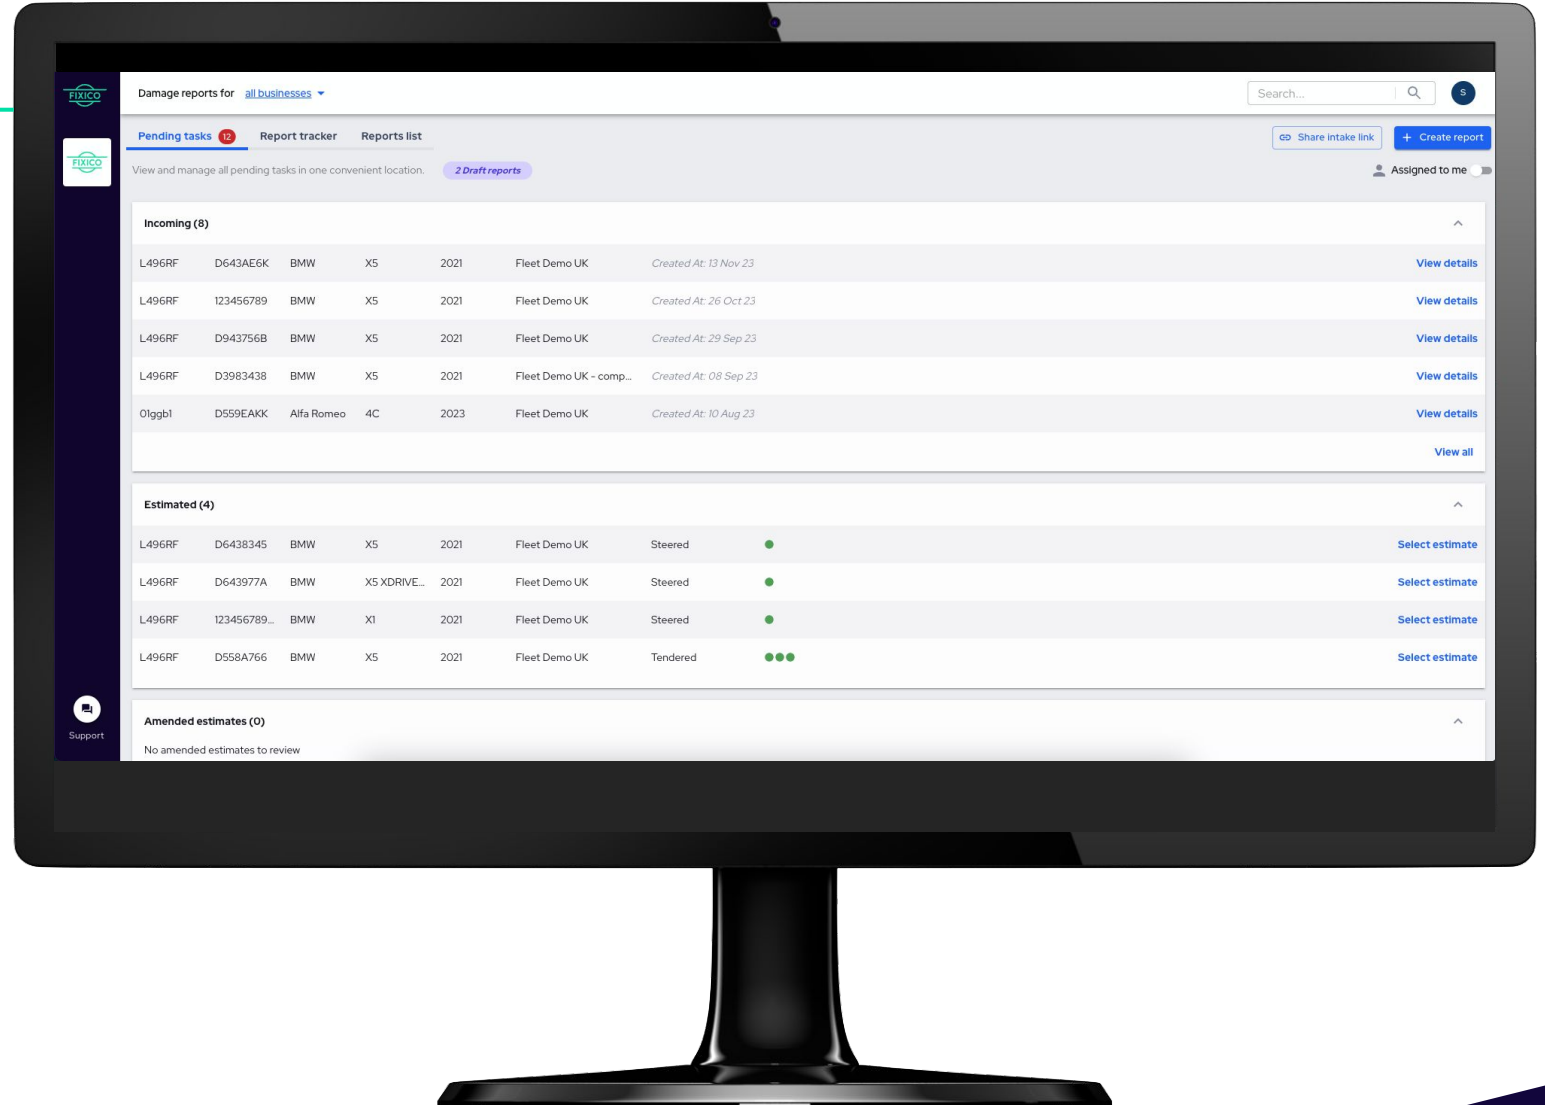 FIXICO
Damage reports for all businesses
Search...
S
Pending tasks 12 Report tracker Reports list
Share intake link
+ Create report
FIXICO
View and manage all pending tasks in one convenient location.
2 Draft reports
Assigned to me
Incoming (8)
L496RF D643AE6K BMW X5 2021 Fleet Demo UK Created At: 13 Nov 23 View details
L496RF 123456789 BMW X5 2021 Fleet Demo UK Created At: 26 Oct 23 View details
L496RF D943756B BMW X5 2021 Fleet Demo UK Created At: 29 Sep 23 View details
L496RF D3983438 BMW X5 2021 Fleet Demo UK - comp... Created At: 08 Sep 23 View details
01ggb1 D559EAKK Alfa Romeo 4C 2023 Fleet Demo UK Created At: 10 Aug 23 View details
View all
Estimated (4)
L496RF D6438345 BMW X5 2021 Fleet Demo UK Steered Select estimate
L496RF D643977A BMW X5 XDRIVE... 2021 Fleet Demo UK Steered Select estimate
L496RF 123456789... BMW X1 2021 Fleet Demo UK Steered Select estimate
L496RF D558A766 BMW X5 2021 Fleet Demo UK Tendered Select estimate
Amended estimates (0)
No amended estimates to review
Support